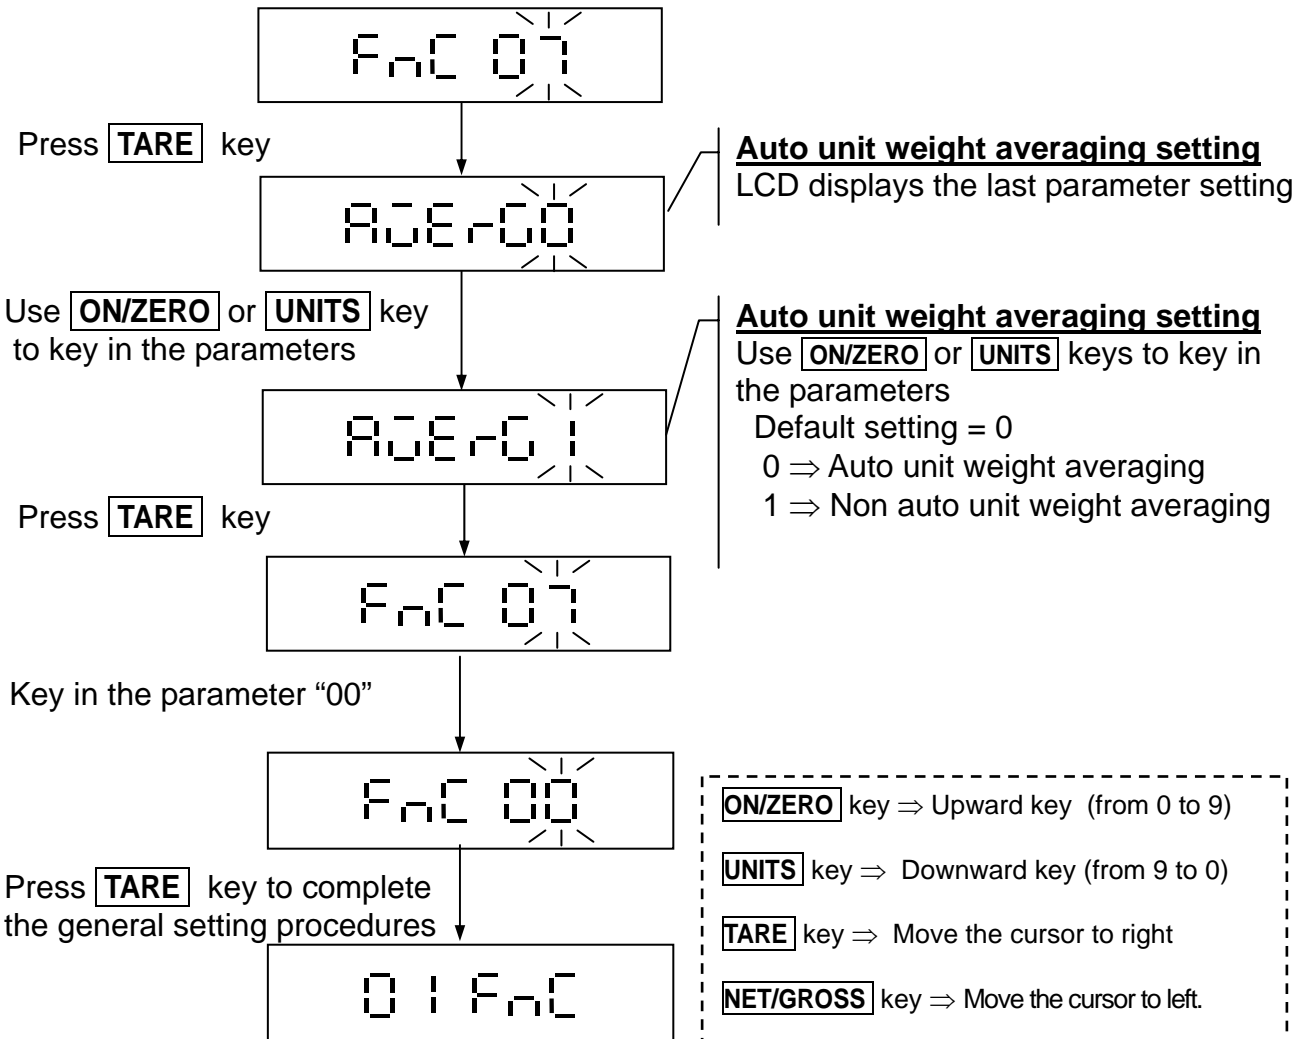 FnC 07
Press TARE key
Auto unit weight averaging setting
LCD displays the last parameter setting
AVErG0
Use ON/ZERO or UNITS key
to key in the parameters
Auto unit weight averaging setting
Use ON/ZERO or UNITS keys to key in
the parameters
Default setting = 0
0 ⇒ Auto unit weight averaging
1 ⇒ Non auto unit weight averaging
AVErG 1
Press TARE key
FnC 07
Key in the parameter “00”
FnC 00
Press TARE key to complete
the general setting procedures
01 FnC
ON/ZERO key ⇒ Upward key (from 0 to 9)
UNITS key ⇒ Downward key (from 9 to 0)
TARE key ⇒ Move the cursor to right
NET/GROSS key ⇒ Move the cursor to left.